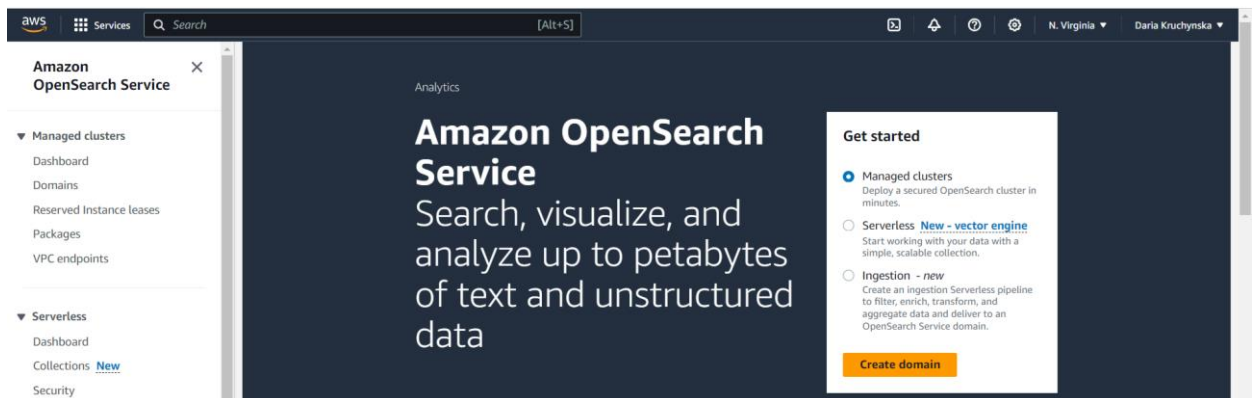 aws Services Search [Alt+S] N. Virginia Daria Kruchynska
Amazon
OpenSearch Service
Managed clusters
Dashboard
Domains
Reserved Instance leases
Packages
VPC endpoints
Serverless
Dashboard
Collections New
Security
Analytics
Amazon OpenSearch
Service
Search, visualize, and
analyze up to petabytes
of text and unstructured
data
Get started
Managed clusters
Deploy a secured OpenSearch cluster in
minutes.
Serverless New - vector engine
Start working with your data with a
simple, scalable collection.
Ingestion - new
Create an ingestion Serverless pipeline
to filter, enrich, transform, and
aggregate data and deliver to an
OpenSearch Service domain.
Create domain